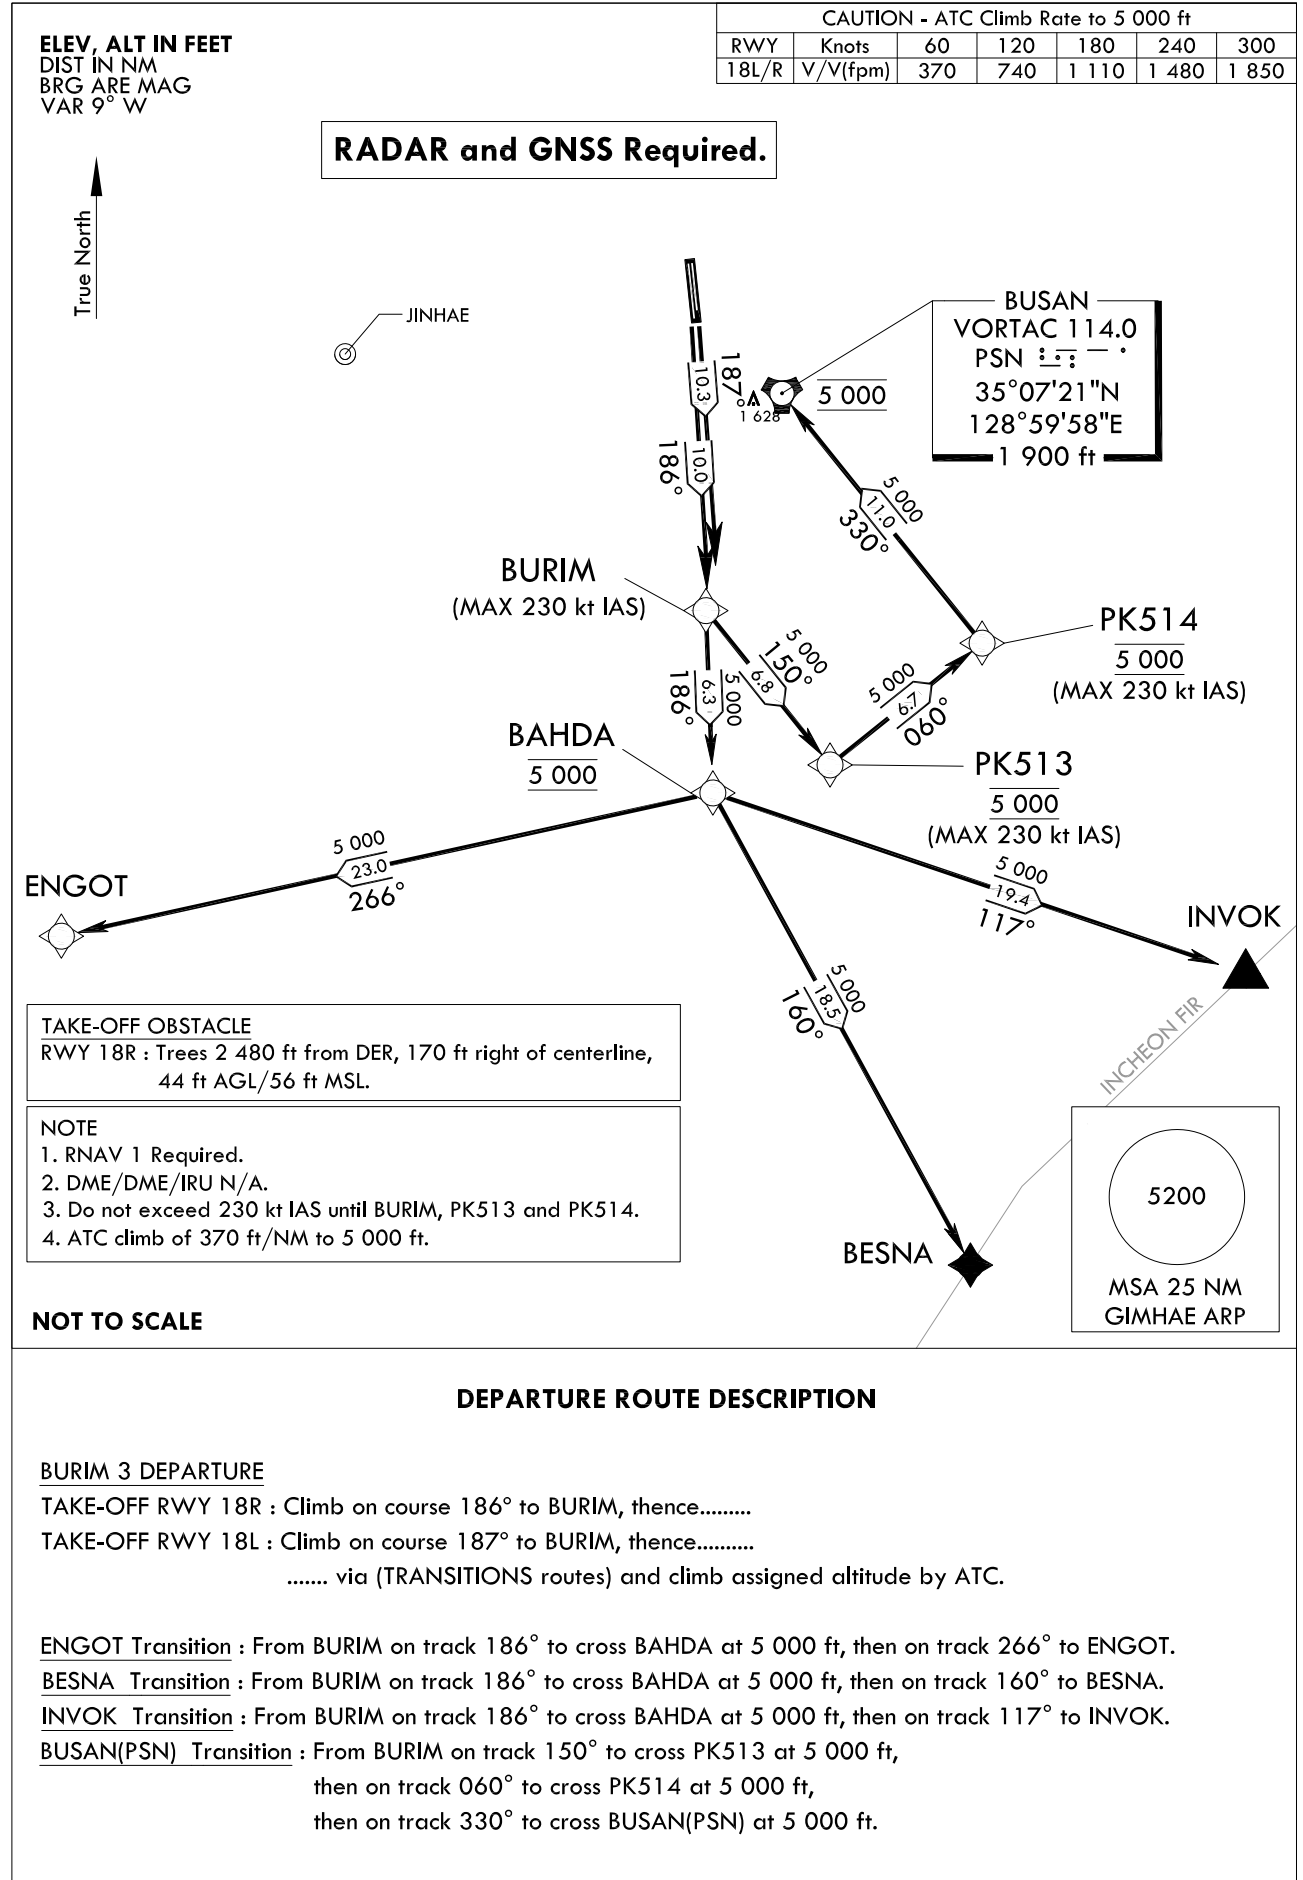 ELEV, ALT IN FEET
DIST IN NM
BRG ARE MAG
VAR 9° W
CAUTION - ATC Climb Rate to 5 000 ft
RWY Knots 60 120 180 240 300
18L/R V/V(fpm) 370 740 1 110 1 480 1 850
RADAR and GNSS Required.
True North
JINHAE
BUSAN
VORTAC 114.0
PSN
35°07'21"N
128°59'58"E
1 900 ft
5 000
1 628
187°
10.3
186°
10.0
5 000
11.0
330°
BURIM
(MAX 230 kt IAS)
PK514
5 000
(MAX 230 kt IAS)
5 000
150°
6.8
5 000
6.7
060°
5 000
6.3
186°
BAHDA
5 000
PK513
5 000
(MAX 230 kt IAS)
5 000
23.0
266°
ENGOT
5 000
19.4
117°
INVOK
5 000
18.5
160°
INCHEON FIR
TAKE-OFF OBSTACLE
RWY 18R : Trees 2 480 ft from DER, 170 ft right of centerline,
44 ft AGL/56 ft MSL.
NOTE
1. RNAV 1 Required.
2. DME/DME/IRU N/A.
3. Do not exceed 230 kt IAS until BURIM, PK513 and PK514.
4. ATC climb of 370 ft/NM to 5 000 ft.
BESNA
5200
MSA 25 NM
GIMHAE ARP
NOT TO SCALE
DEPARTURE ROUTE DESCRIPTION
BURIM 3 DEPARTURE
TAKE-OFF RWY 18R : Climb on course 186° to BURIM, thence.........
TAKE-OFF RWY 18L : Climb on course 187° to BURIM, thence..........
....... via (TRANSITIONS routes) and climb assigned altitude by ATC.
ENGOT Transition : From BURIM on track 186° to cross BAHDA at 5 000 ft, then on track 266° to ENGOT.
BESNA Transition : From BURIM on track 186° to cross BAHDA at 5 000 ft, then on track 160° to BESNA.
INVOK Transition : From BURIM on track 186° to cross BAHDA at 5 000 ft, then on track 117° to INVOK.
BUSAN(PSN) Transition : From BURIM on track 150° to cross PK513 at 5 000 ft,
then on track 060° to cross PK514 at 5 000 ft,
then on track 330° to cross BUSAN(PSN) at 5 000 ft.